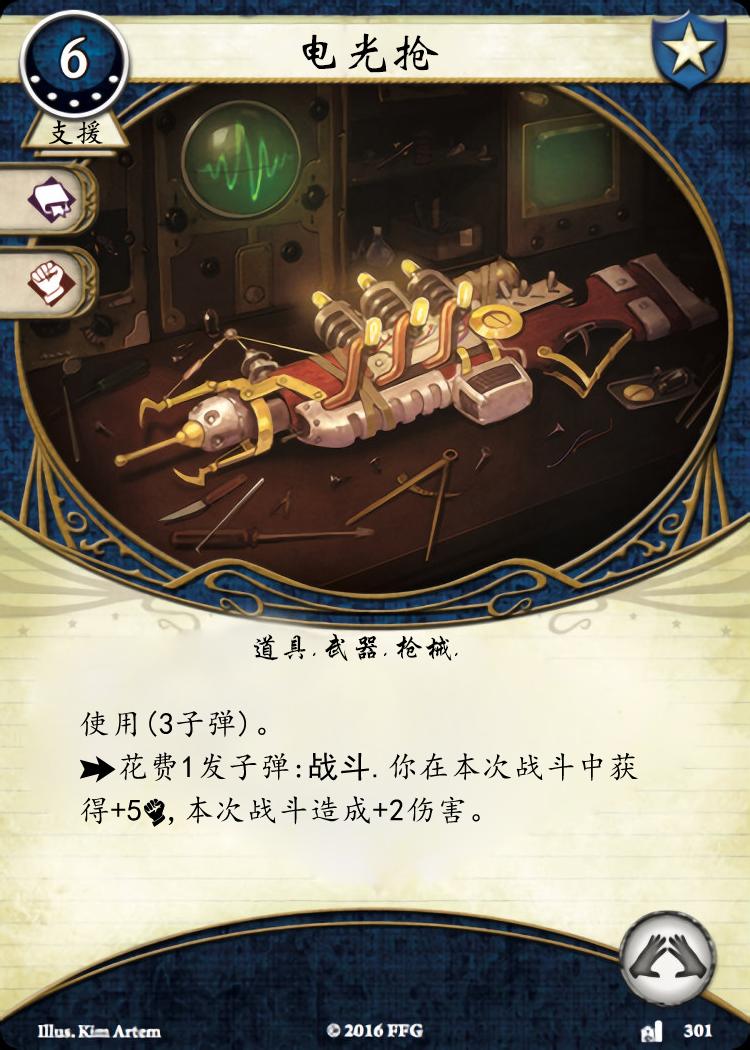 6
电光抢
支援
道具.武器.枪械.
使用(3子弹)。
花费1发子弹:战斗.你在本次战斗中获
得+5,本次战斗造成+2伤害。
Illus. Kim Artem
© 2016 FFG
301